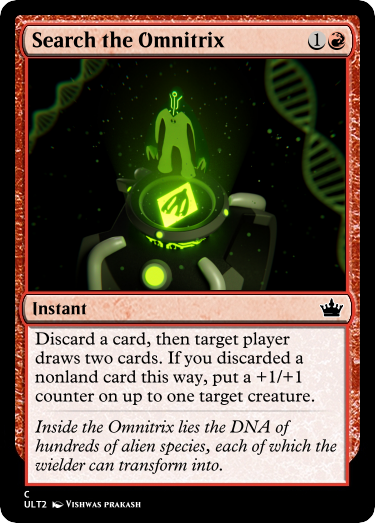 Search the Omnitrix 1
Instant
Discard a card, then target player
draws two cards. If you discarded a
nonland card this way, put a +1/+1
counter on up to one target creature.
Inside the Omnitrix lies the DNA of
hundreds of alien species, each of which the
wielder can transform into.
C
ULT2 VISHWAS PRAKASH